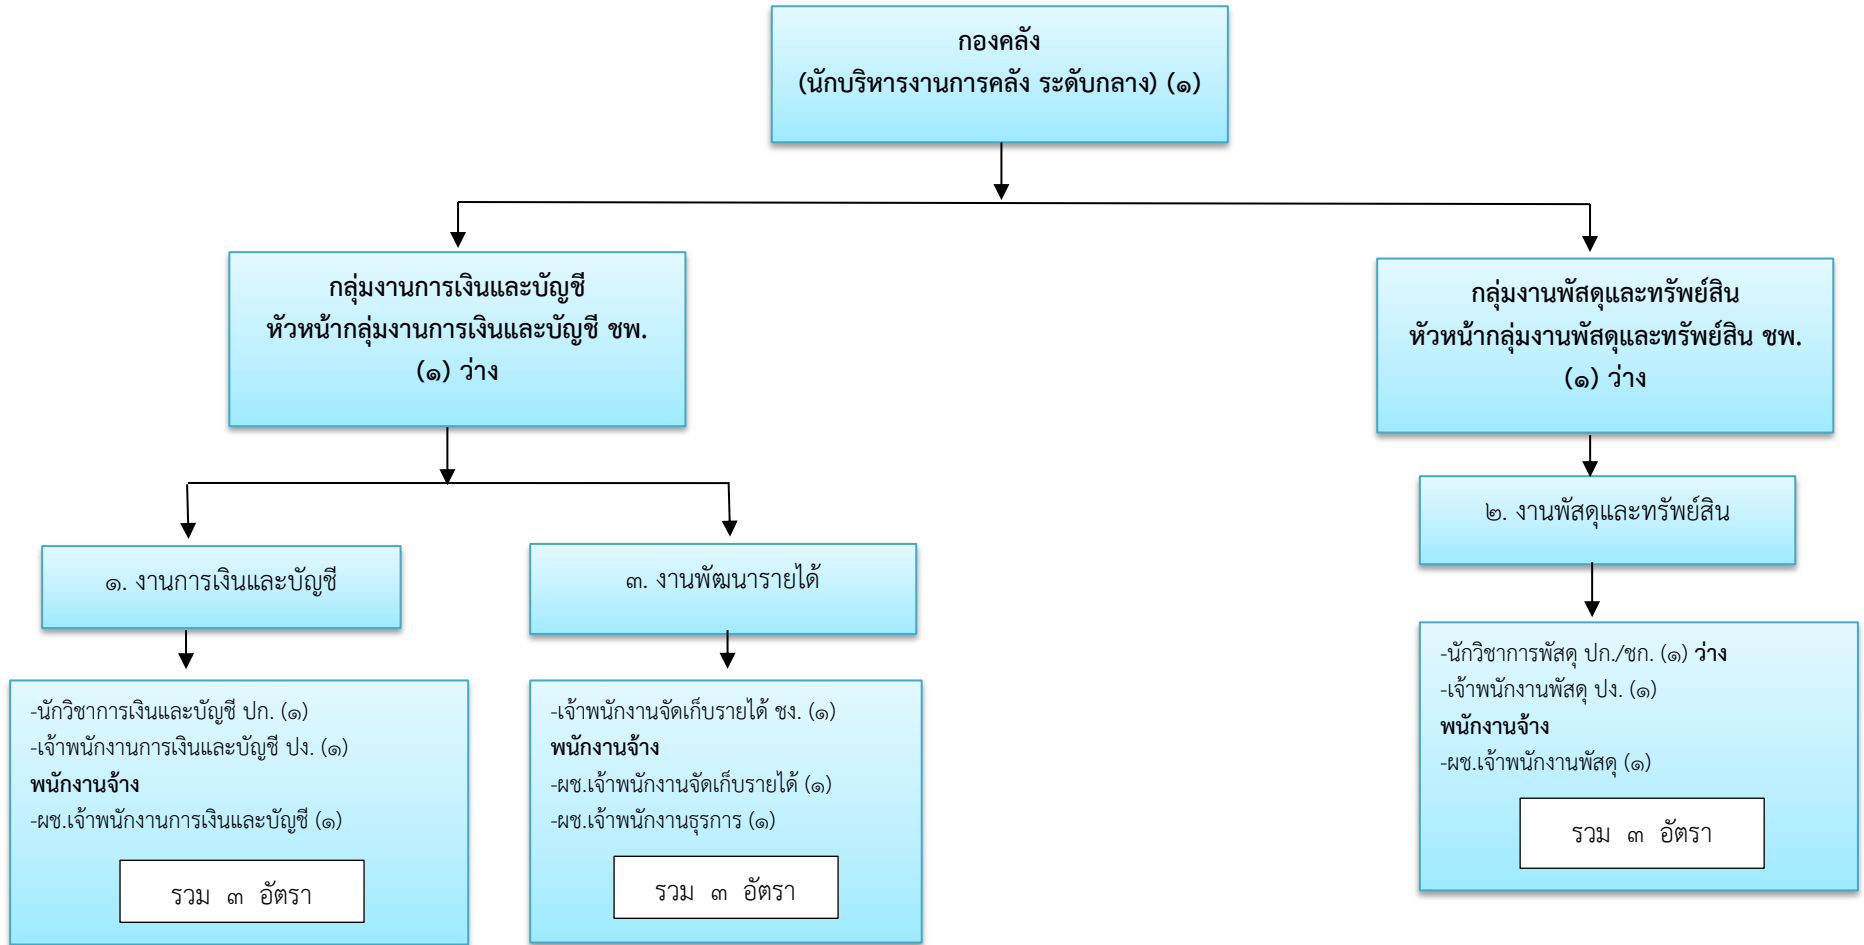 กองคลัง
(นักบริหารงานการคลัง ระดับกลาง) (๑)
กลุ่มงานการเงินและบัญชี
หัวหน้ากลุ่มงานการเงินและบัญชี ชพ.
(๑) ว่าง
กลุ่มงานพัสดุและทรัพย์สิน
หัวหน้ากลุ่มงานพัสดุและทรัพย์สิน ชพ.
(๑) ว่าง
๑. งานการเงินและบัญชี
๓. งานพัฒนารายได้
๒. งานพัสดุและทรัพย์สิน
-นักวิชาการเงินและบัญชี ปก. (๑)
-เจ้าพนักงานการเงินและบัญชี ปง. (๑)
พนักงานจ้าง
-ผช.เจ้าพนักงานการเงินและบัญชี (๑)
รวม ๓ อัตรา
-เจ้าพนักงานจัดเก็บรายได้ ชง. (๑)
พนักงานจ้าง
-ผช.เจ้าพนักงานจัดเก็บรายได้ (๑)
-ผช.เจ้าพนักงานธุรการ (๑)
รวม ๓ อัตรา
-นักวิชาการพัสดุ ปก./ชก. (๑) ว่าง
-เจ้าพนักงานพัสดุ ปง. (๑)
พนักงานจ้าง
-ผช.เจ้าพนักงานพัสดุ (๑)
รวม ๓ อัตรา